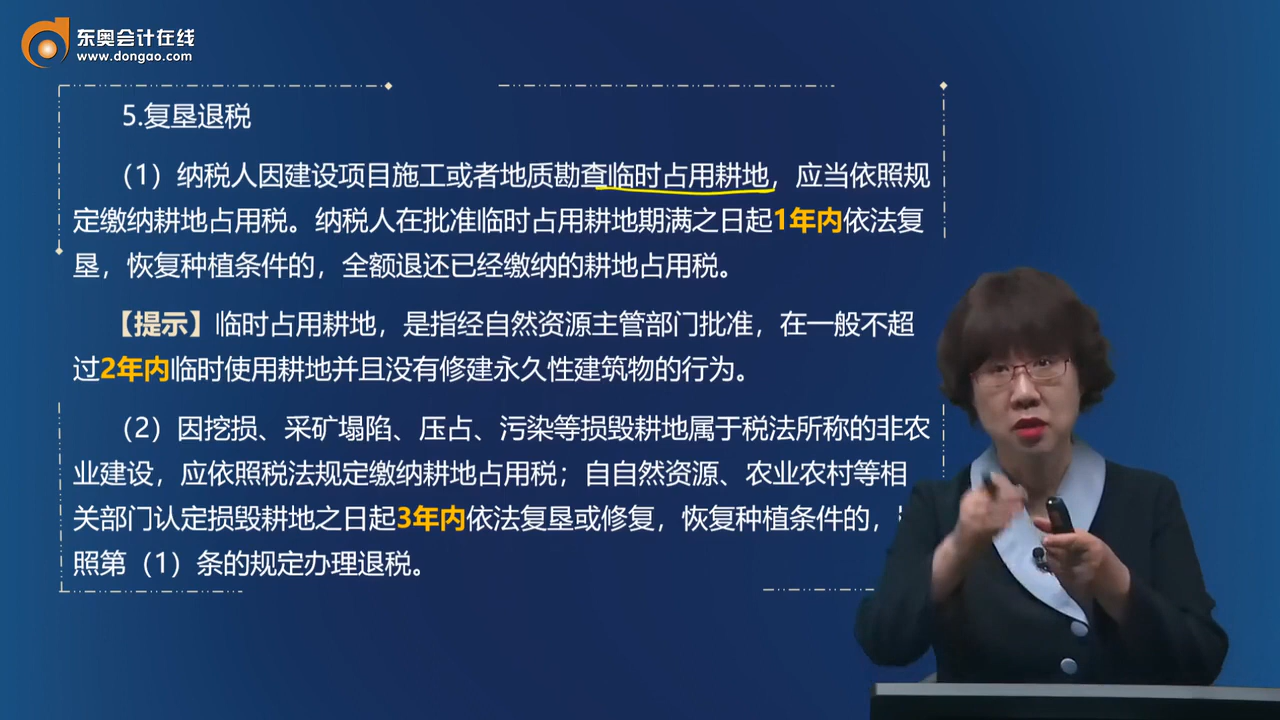 东奥会计在线
www.dongao.com
5.复垦退税
（1）纳税人因建设项目施工或者地质勘查临时占用耕地，应当依照规
定缴纳耕地占用税。纳税人在批准临时占用耕地期满之日起1年内依法复
垦，恢复种植条件的，全额退还已经缴纳的耕地占用税。
【提示】临时占用耕地，是指经自然资源主管部门批准，在一般不超
过2年内临时使用耕地并且没有修建永久性建筑物的行为。
（2）因挖损、采矿塌陷、压占、污染等损毁耕地属于税法所称的非农
业建设，应依照税法规定缴纳耕地占用税；自自然资源、农业农村等相
关部门认定损毁耕地之日起3年内依法复垦或修复，恢复种植条件的，
照第（1）条的规定办理退税。